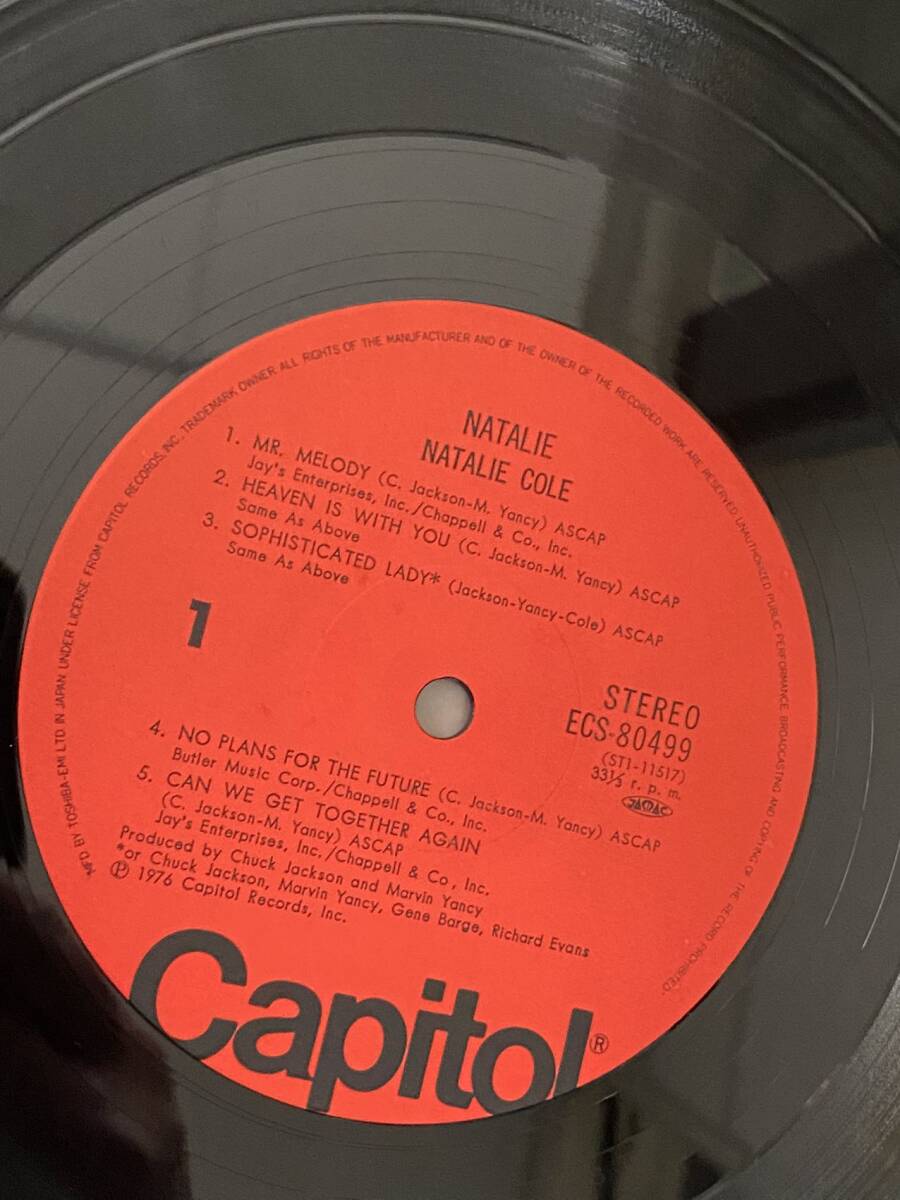 MFD BY TOSHIBA-EMI LTD IN JAPAN UNDER LICENSE FROM CAPITOL RECORDS, INC., TRADEMARK OWNER. ALL RIGHTS OF THE MANUFACTURER AND OF THE OWNER OF THE RECORDED WORK ARE RESERVED. UNAUTHORIZED PUBLIC PERFORMANCE, BROADCASTING AND COPYING OF THE RECORD PROHIBITED.
NATALIE
NATALIE COLE
1. MR. MELODY (C. Jackson-M. Yancy) ASCAP
Jay's Enterprises, Inc./Chappell & Co., Inc.
2. HEAVEN IS WITH YOU (C. Jackson-M. Yancy) ASCAP
Same As Above
3. SOPHISTICATED LADY* (Jackson-Yancy-Cole) ASCAP
Same As Above
1
STEREO
ECS-80499
(ST1-11517)
33⅓ r. p. m.
JASRAC
4. NO PLANS FOR THE FUTURE (C. Jackson-M. Yancy) ASCAP
Butler Music Corp./Chappell & Co., Inc.
5. CAN WE GET TOGETHER AGAIN
(C. Jackson-M. Yancy) ASCAP
Jay's Enterprises, Inc./Chappell & Co, Inc.
Produced by Chuck Jackson and Marvin Yancy
*or Chuck Jackson, Marvin Yancy, Gene Barge, Richard Evans
℗ 1976 Capitol Records, Inc.
Capitol®